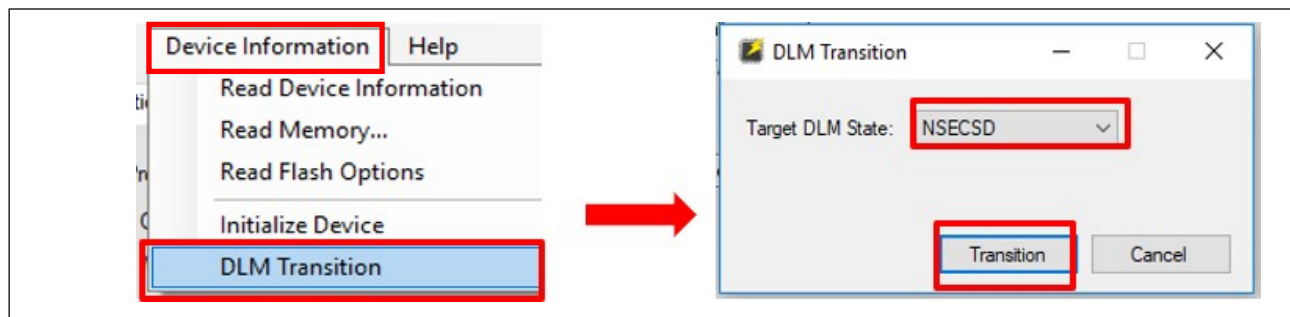 Device Information Help
Read Device Information
Read Memory...
Read Flash Options
Initialize Device
DLM Transition
DLM Transition
Target DLM State: NSECSD
Transition Cancel